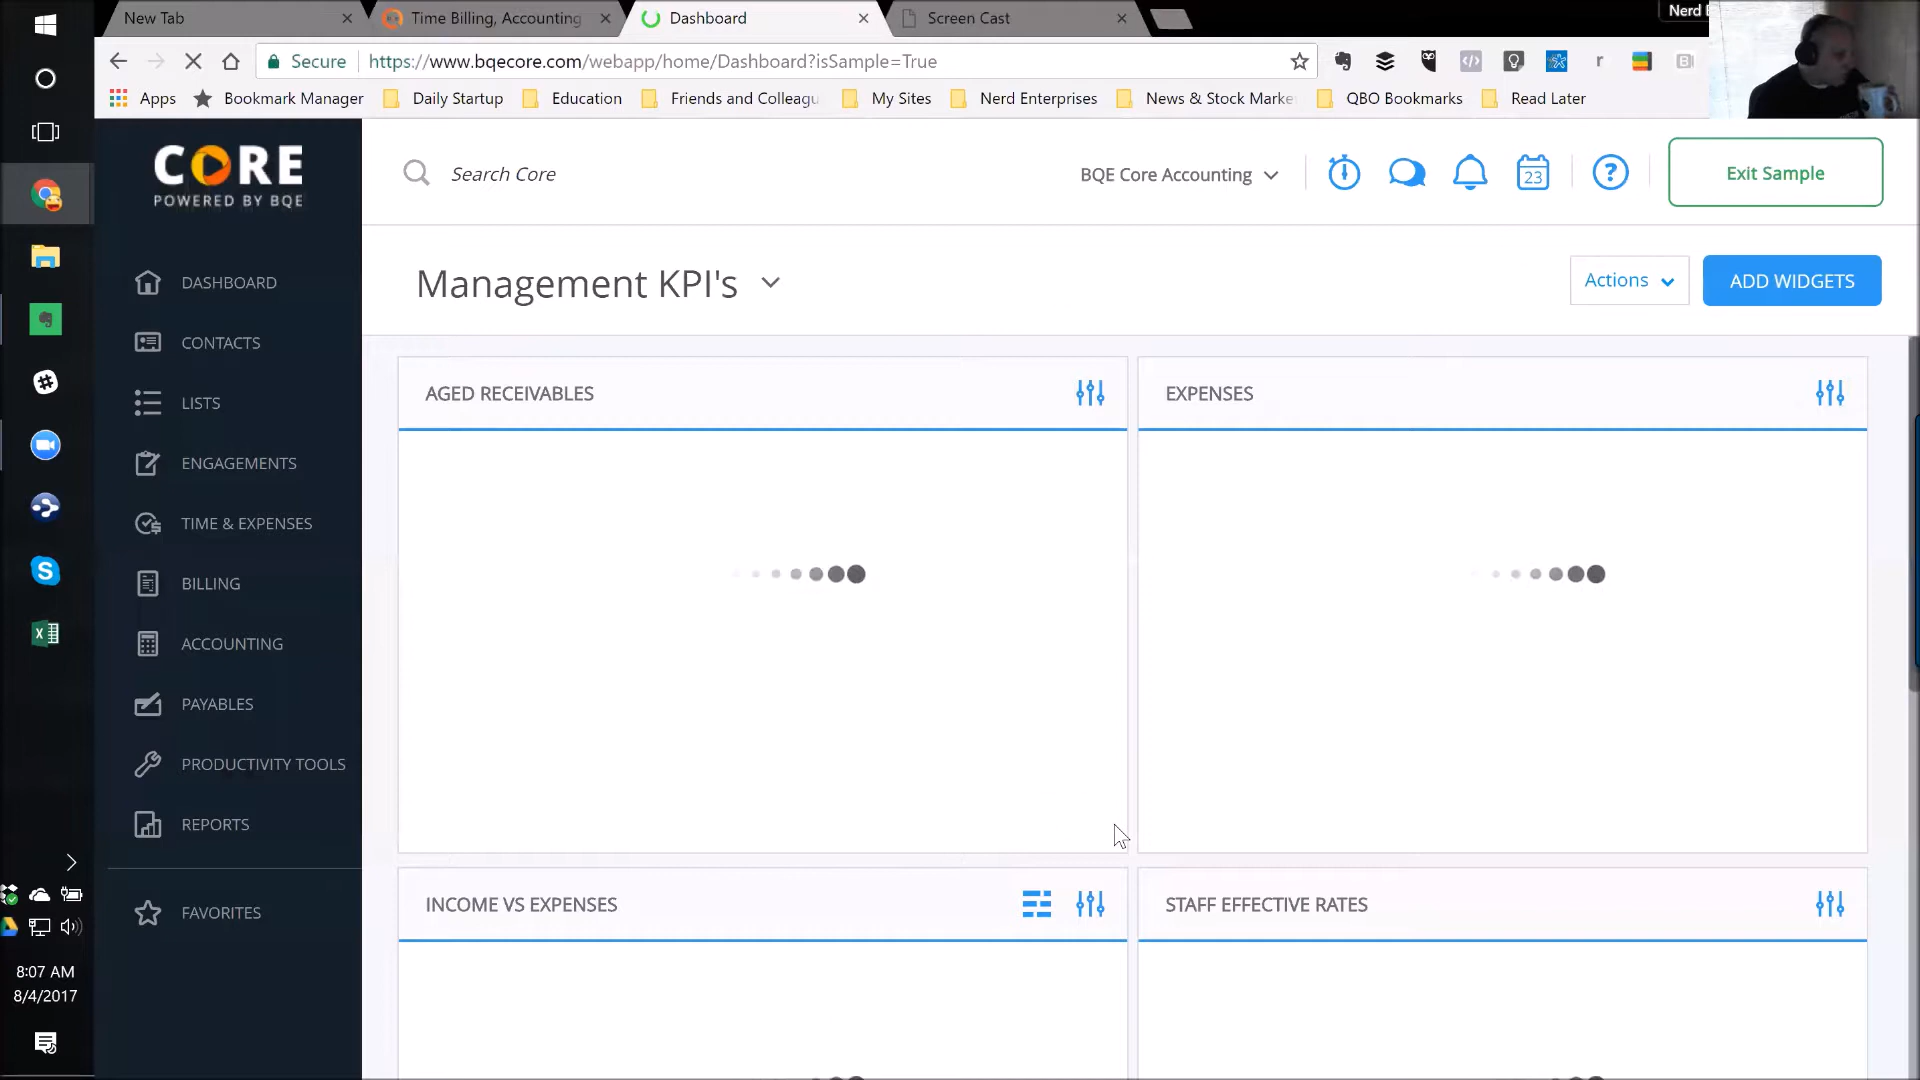 New Tab
Time Billing, Accounting
Dashboard
Screen Cast
Nerd
Secure https://www.bqecore.com/webapp/home/Dashboard?isSample=True
Apps Bookmark Manager Daily Startup Education Friends and Colleagu My Sites Nerd Enterprises News & Stock Marke QBO Bookmarks Read Later
CORE
POWERED BY BQE
Search Core
BQE Core Accounting
23
?
Exit Sample
Management KPI's
Actions
ADD WIDGETS
DASHBOARD
CONTACTS
LISTS
ENGAGEMENTS
TIME & EXPENSES
BILLING
ACCOUNTING
PAYABLES
PRODUCTIVITY TOOLS
REPORTS
FAVORITES
AGED RECEIVABLES
EXPENSES
INCOME VS EXPENSES
STAFF EFFECTIVE RATES
8:07 AM
8/4/2017